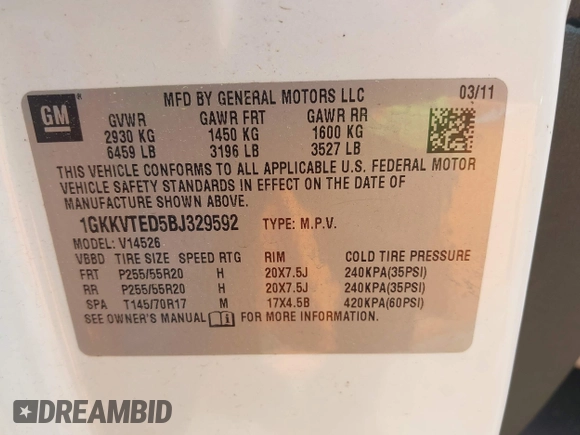 GM
®
MFD BY GENERAL MOTORS LLC 03/11
GVWR GAWR FRT GAWR RR
2930 KG 1450 KG 1600 KG
6459 LB 3196 LB 3527 LB
THIS VEHICLE CONFORMS TO ALL APPLICABLE U.S. FEDERAL MOTOR
VEHICLE SAFETY STANDARDS IN EFFECT ON THE DATE OF
MANUFACTURE SHOWN ABOVE.
1GKKVTED5BJ329592 TYPE: M.P.V.
MODEL: V14526
VBBD TIRE SIZE SPEED RTG RIM COLD TIRE PRESSURE
FRT P255/55R20 H 20X7.5J 240KPA(35PSI)
RR P255/55R20 H 20X7.5J 240KPA(35PSI)
SPA T145/70R17 M 17X4.5B 420KPA(60PSI)
SEE OWNER'S MANUAL FOR MORE INFORMATION.
DREAMBID